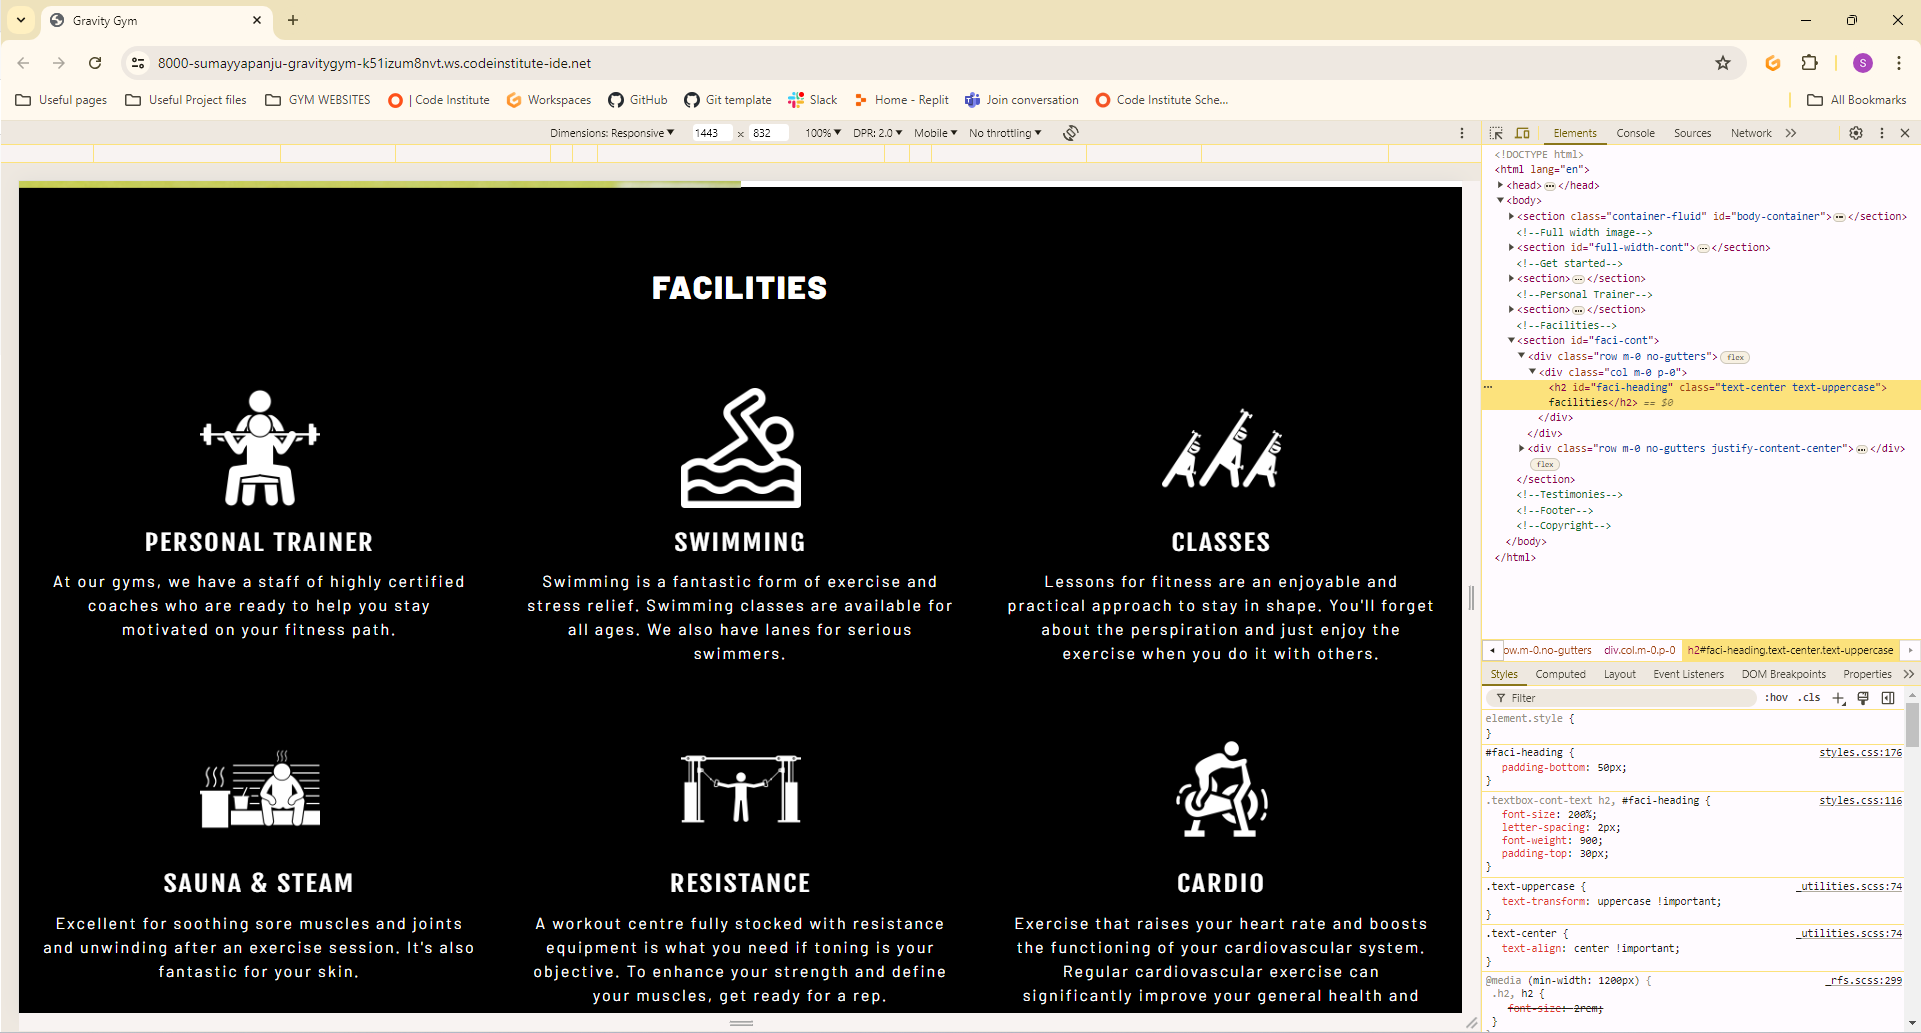 Gravity Gym
8000-sumayyapanju-gravitygym-k51izum8nvt.ws.codeinstitute-ide.net
S
Useful pages
Useful Project files
GYM WEBSITES
| Code Institute
Workspaces
GitHub
Git template
Slack
Home - Replit
Join conversation
Code Institute Sche...
All Bookmarks
Dimensions: Responsive
1443
x
832
100%
DPR: 2.0
Mobile
No throttling
FACILITIES
PERSONAL TRAINER
At our gyms, we have a staff of highly certified
coaches who are ready to help you stay
motivated on your fitness path.
SWIMMING
Swimming is a fantastic form of exercise and
stress relief. Swimming classes are available for
all ages. We also have lanes for serious
swimmers.
CLASSES
Lessons for fitness are an enjoyable and
practical approach to stay in shape. You'll forget
about the perspiration and just enjoy the
exercise when you do it with others.
SAUNA & STEAM
Excellent for soothing sore muscles and joints
and unwinding after an exercise session. It's also
fantastic for your skin.
RESISTANCE
A workout centre fully stocked with resistance
equipment is what you need if toning is your
objective. To enhance your strength and define
your muscles, get ready for a rep.
CARDIO
Exercise that raises your heart rate and boosts
the functioning of your cardiovascular system.
Regular cardiovascular exercise can
significantly improve your general health and
Elements
Console
Sources
Network
<!DOCTYPE html>
<html lang="en">
<head>…</head>
<body>
<section class="container-fluid" id="body-container">…</section>
<!--Full width image-->
<section id="full-width-cont">…</section>
<!--Get started-->
<section>…</section>
<!--Personal Trainer-->
<section>…</section>
<!--Facilities-->
<section id="faci-cont">
<div class="row m-0 no-gutters"> flex
<div class="col m-0 p-0">
<h2 id="faci-heading" class="text-center text-uppercase">
facilities</h2> == $0
</div>
</div>
<div class="row m-0 no-gutters justify-content-center">…</div>
flex
</section>
<!--Testimonies-->
<!--Footer-->
<!--Copyright-->
</body>
</html>
ow.m-0.no-gutters
div.col.m-0.p-0
h2#faci-heading.text-center.text-uppercase
Styles
Computed
Layout
Event Listeners
DOM Breakpoints
Properties
Filter
:hov
.cls
element.style {
}
#faci-heading { styles.css:176
padding-bottom: 50px;
}
.textbox-cont-text h2, #faci-heading { styles.css:116
font-size: 200%;
letter-spacing: 2px;
font-weight: 900;
padding-top: 30px;
}
.text-uppercase { _utilities.scss:74
text-transform: uppercase !important;
}
.text-center { _utilities.scss:74
text-align: center !important;
}
@media (min-width: 1200px) { _rfs.scss:299
.h2, h2 {
font-size: 2rem;
}